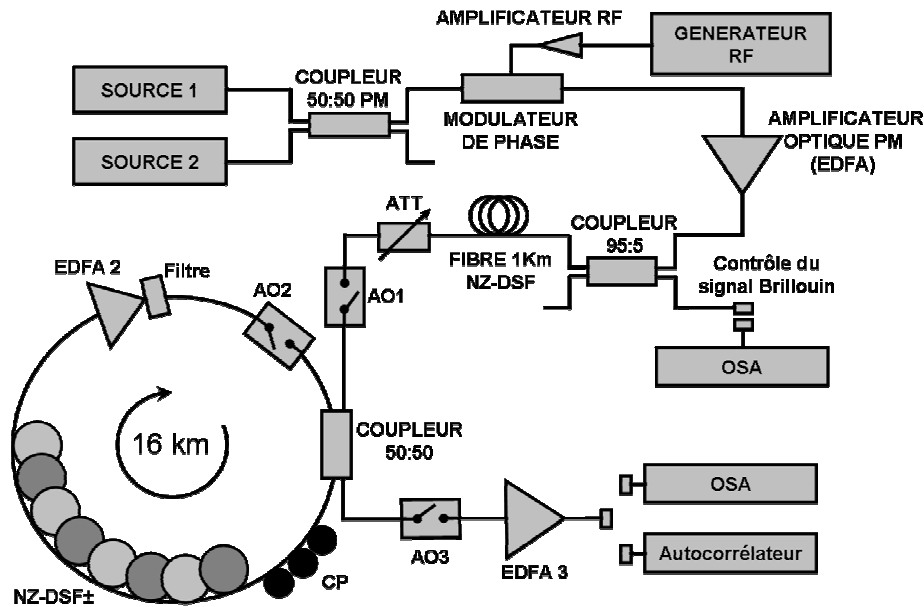 AMPLIFICATEUR RF
GENERATEUR
RF
SOURCE 1
COUPLEUR
50:50 PM
MODULATEUR
DE PHASE
SOURCE 2
AMPLIFICATEUR
OPTIQUE PM
(EDFA)
ATT
FIBRE 1Km
NZ-DSF
COUPLEUR
95:5
Contrôle du
signal Brillouin
OSA
EDFA 2
Filtre
AO2
AO1
16 km
COUPLEUR
50:50
AO3
EDFA 3
OSA
Autocorrélateur
CP
NZ-DSF±